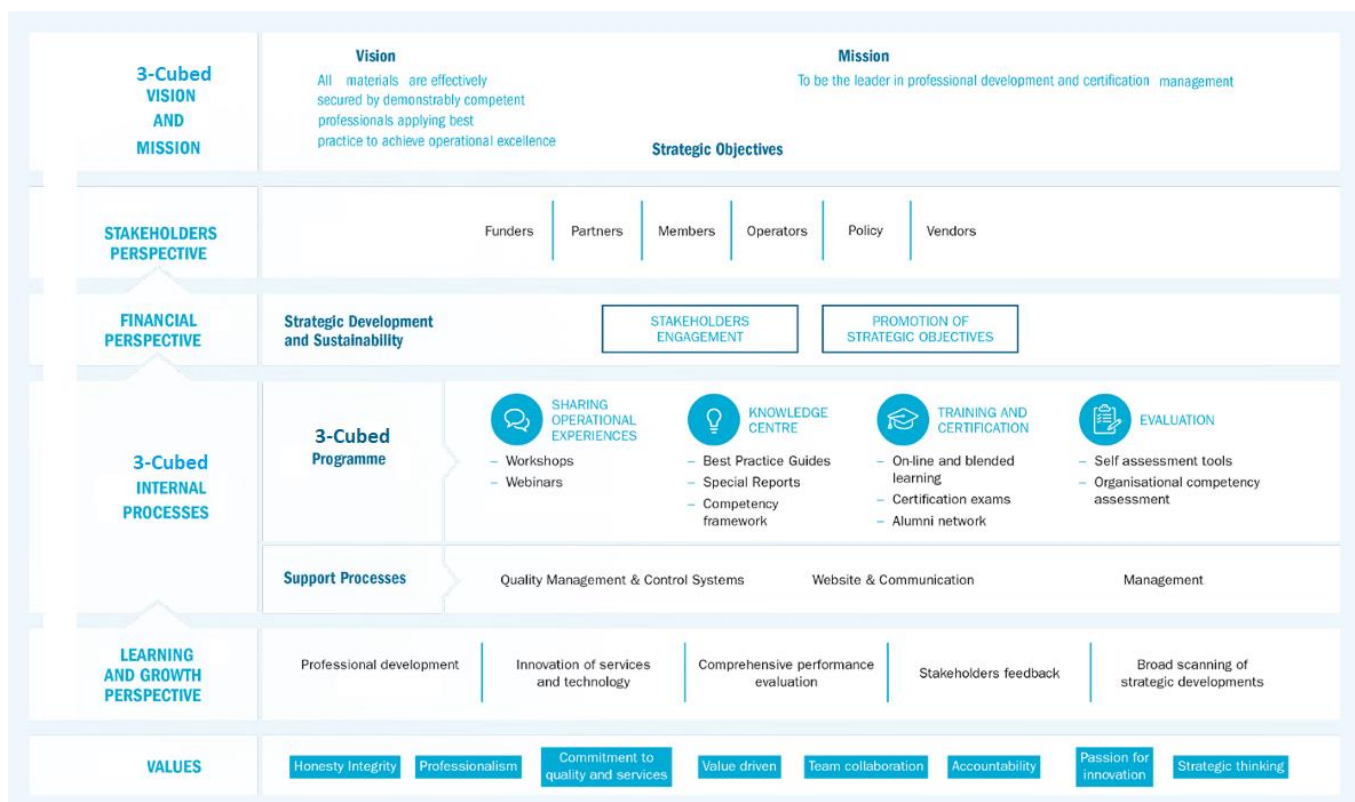 3-Cubed
VISION
AND
MISSION
Vision
All materials are effectively
secured by demonstrably competent
professionals applying best
practice to achieve operational excellence
Mission
To be the leader in professional development and certification management
Strategic Objectives
STAKEHOLDERS
PERSPECTIVE
Funders
Partners
Members
Operators
Policy
Vendors
FINANCIAL
PERSPECTIVE
Strategic Development
and Sustainability
STAKEHOLDERS
ENGAGEMENT
PROMOTION OF
STRATEGIC OBJECTIVES
3-Cubed
INTERNAL
PROCESSES
3-Cubed
Programme
SHARING
OPERATIONAL
EXPERIENCES
– Workshops
– Webinars
KNOWLEDGE
CENTRE
– Best Practice Guides
– Special Reports
– Competency
framework
TRAINING AND
CERTIFICATION
– On-line and blended
learning
– Certification exams
– Alumni network
EVALUATION
– Self assessment tools
– Organisational competency
assessment
Support Processes
Quality Management & Control Systems
Website & Communication
Management
LEARNING
AND GROWTH
PERSPECTIVE
Professional development
Innovation of services
and technology
Comprehensive performance
evaluation
Stakeholders feedback
Broad scanning of
strategic developments
VALUES
Honesty Integrity
Professionalism
Commitment to
quality and services
Value driven
Team collaboration
Accountability
Passion for
innovation
Strategic thinking